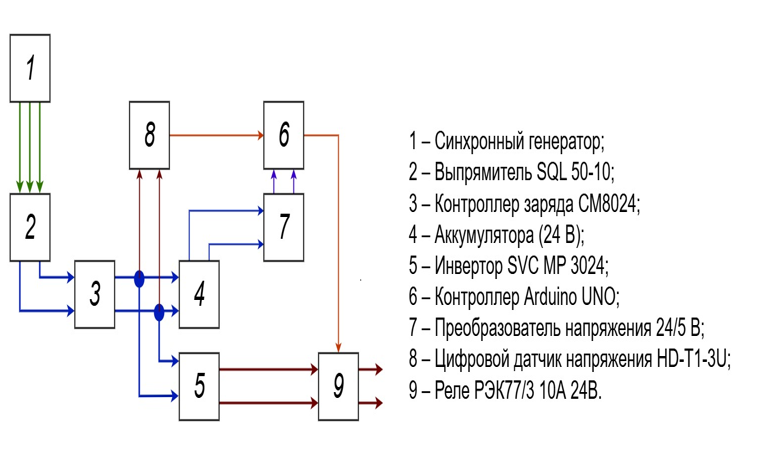 1
8
6
2
7
3
4
5
9
1 – Синхронный генератор;
2 – Выпрямитель SQL 50-10;
3 – Контроллер заряда СМ8024;
4 – Аккумулятора (24 В);
5 – Инвертор SVC MP 3024;
6 – Контроллер Arduino UNO;
7 – Преобразователь напряжения 24/5 В;
8 – Цифровой датчик напряжения HD-T1-3U;
9 – Реле РЭК77/3 10А 24В.